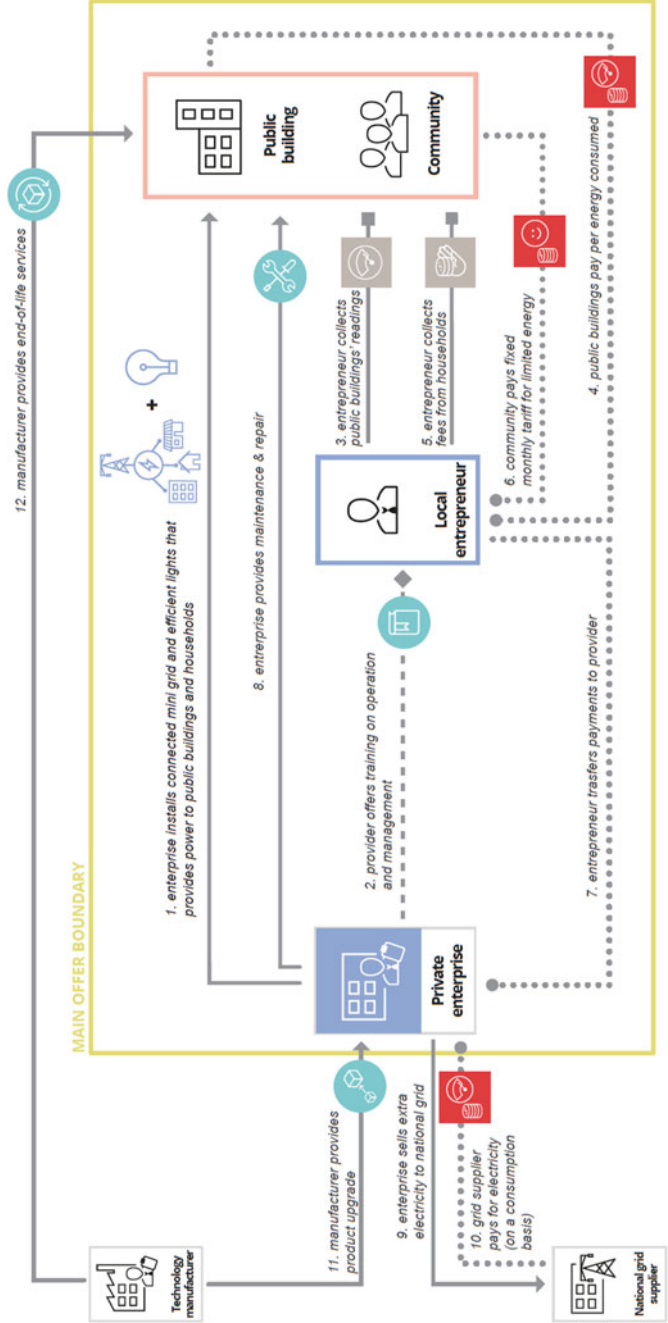 12. manufacturer provides end-of-life services
MAIN OFFER BOUNDARY
1. enterprise installs connected mini grid and efficient lights that
provides power to public buildings and households
+
8. entreprise provides maintenance & repair
Technology
manufacturer
11. manufacturer provides
product upgrade
Private
enterprise
2. provider offers training on operation
and management
Local
entrepreneur
3. entrepreneur collects
public buildings' readings
5. entrepreneur collects
fees from households
Public
building
Community
6. community pays fixed
monthly tariff for limited energy
4. public buildings pay per energy consumed
7. entrepreneur trasfers payments to provider
9. enterprise sells extra
electricity to national grid
10. grid supplier
pays for electricity
(on a consumption
basis)
National grid
supplier